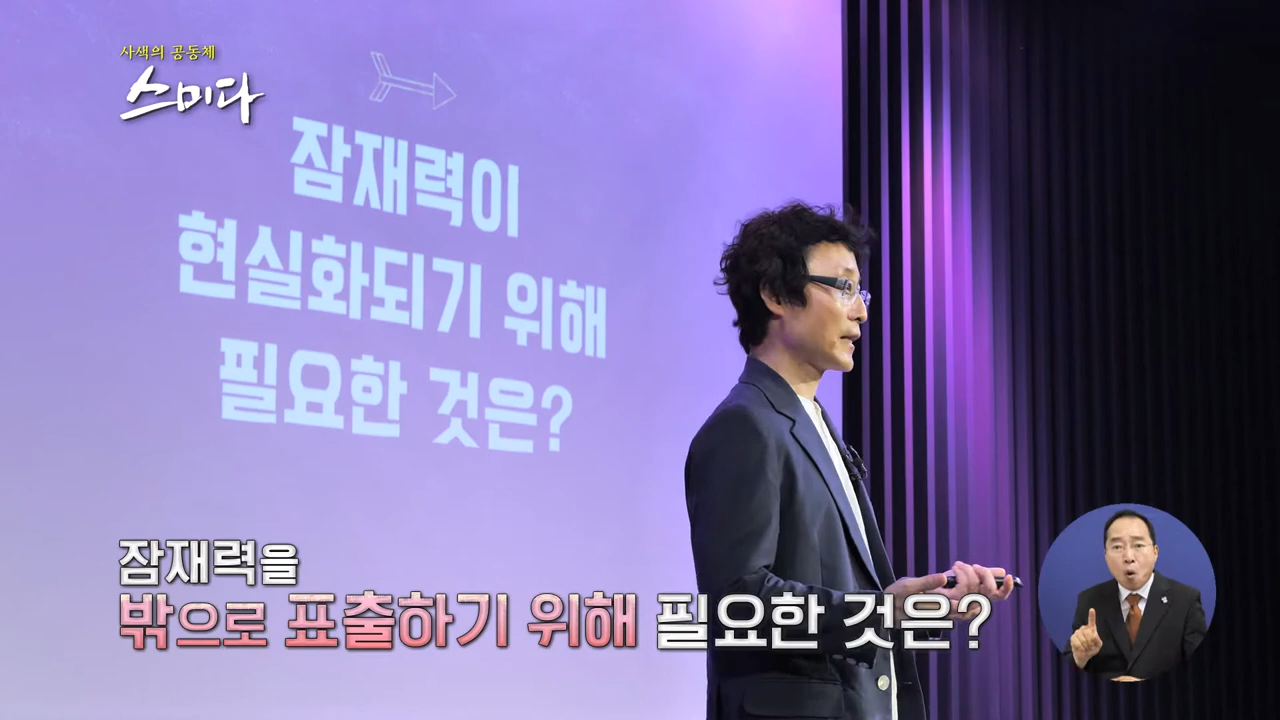 사색의 공동체
스미다
잠재력이
현실화되기 위해
필요한 것은?
잠재력을
밖으로 표출하기 위해 필요한 것은?